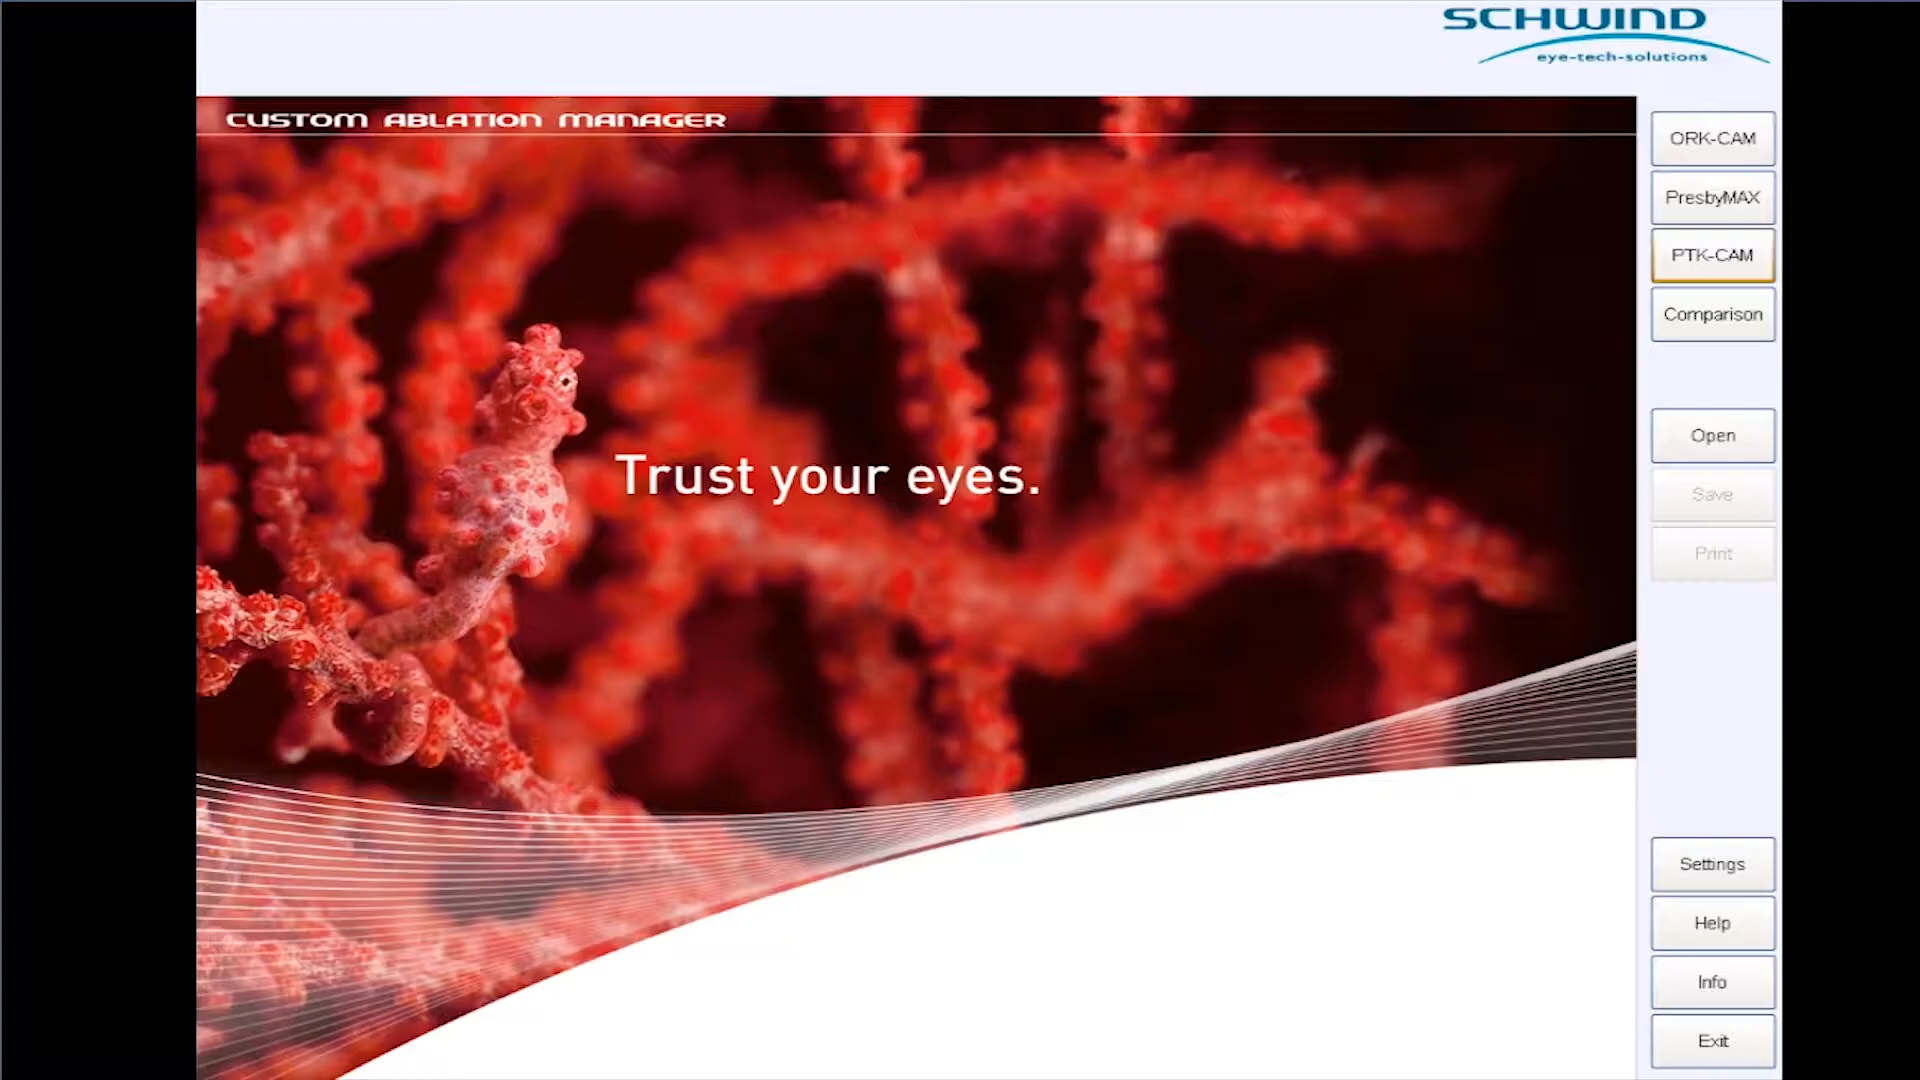 SCHWIND
eye-tech-solutions
CUSTOM ABLATION MANAGER
ORK-CAM
PresbyMAX
PTK-CAM
Comparison
Trust your eyes.
Open
Save
Print
Settings
Help
Info
Exit